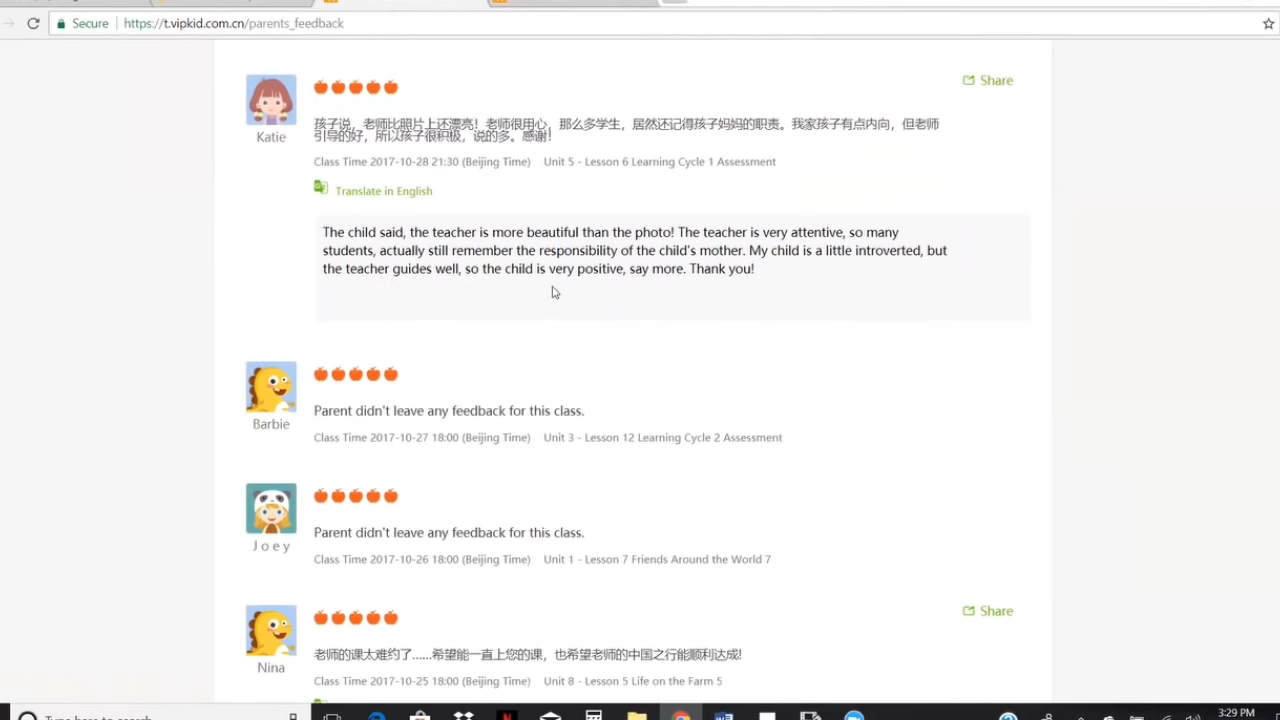 Secure https://t.vipkid.com.cn/parents_feedback
Share
孩子说，老师比照片上还漂亮！老师很用心，那么多学生，居然还记得孩子妈妈的职责。我家孩子有点内向，但老师
引导的好，所以孩子很积极，说的多。感谢！
Katie
Class Time 2017-10-28 21:30 (Beijing Time) Unit 5 - Lesson 6 Learning Cycle 1 Assessment
Translate in English
The child said, the teacher is more beautiful than the photo! The teacher is very attentive, so many
students, actually still remember the responsibility of the child's mother. My child is a little introverted, but
the teacher guides well, so the child is very positive, say more. Thank you!
Parent didn't leave any feedback for this class.
Barbie
Class Time 2017-10-27 18:00 (Beijing Time) Unit 3 - Lesson 12 Learning Cycle 2 Assessment
Parent didn't leave any feedback for this class.
Joey
Class Time 2017-10-26 18:00 (Beijing Time) Unit 1 - Lesson 7 Friends Around the World 7
Share
老师的课太难约了......希望能一直上您的课，也希望老师的中国之行能顺利达成!
Nina
Class Time 2017-10-25 18:00 (Beijing Time) Unit 8 - Lesson 5 Life on the Farm 5
Type here to search
3:29 PM